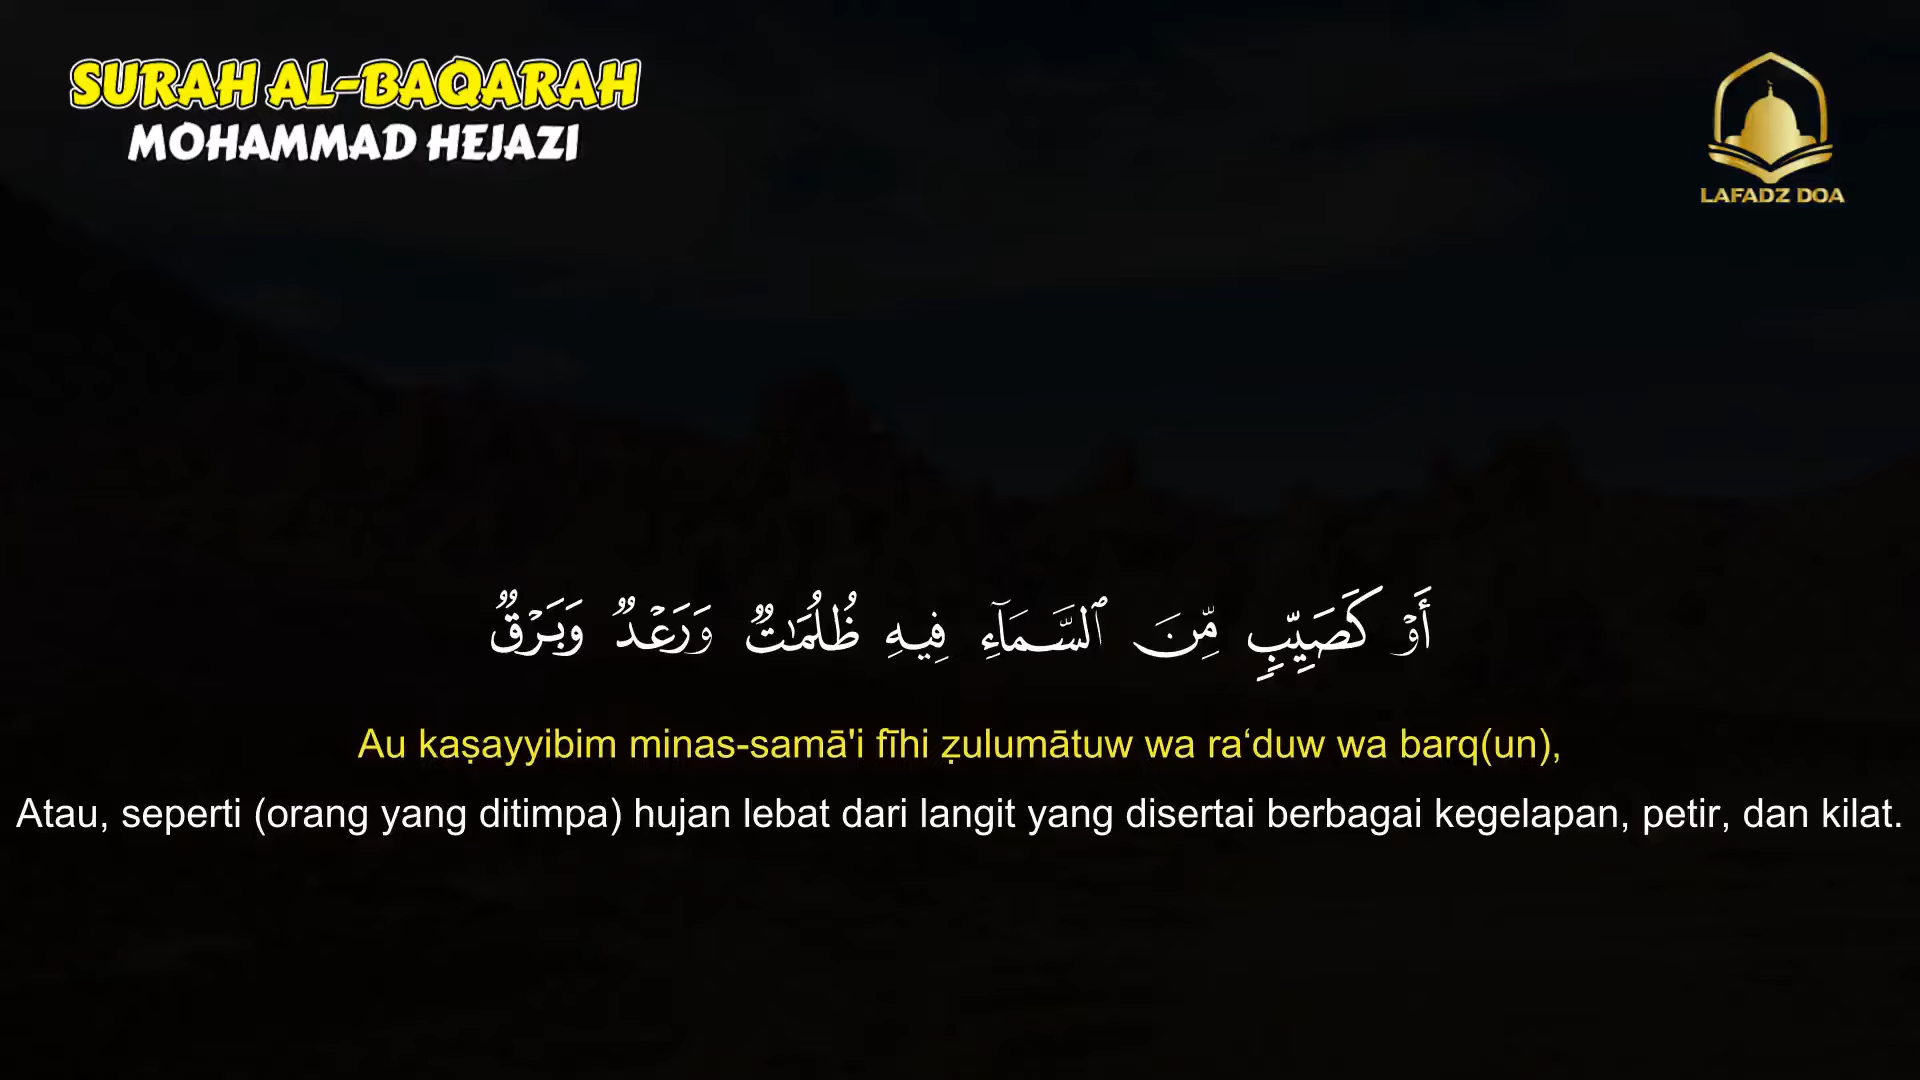 SURAH AL-BAQARAH
MOHAMMAD HEJAZI
LAFADZ DOA
أَوْ كَصَيِّبٍ مِّنَ ٱلسَّمَآءِ فِيهِ ظُلُمَٰتٌ وَرَعْدٌ وَبَرْقٌ
Au kaṣayyibim minas-samā'i fīhi ẓulumātuw wa ra‘duw wa barq(un),
Atau, seperti (orang yang ditimpa) hujan lebat dari langit yang disertai berbagai kegelapan, petir, dan kilat.